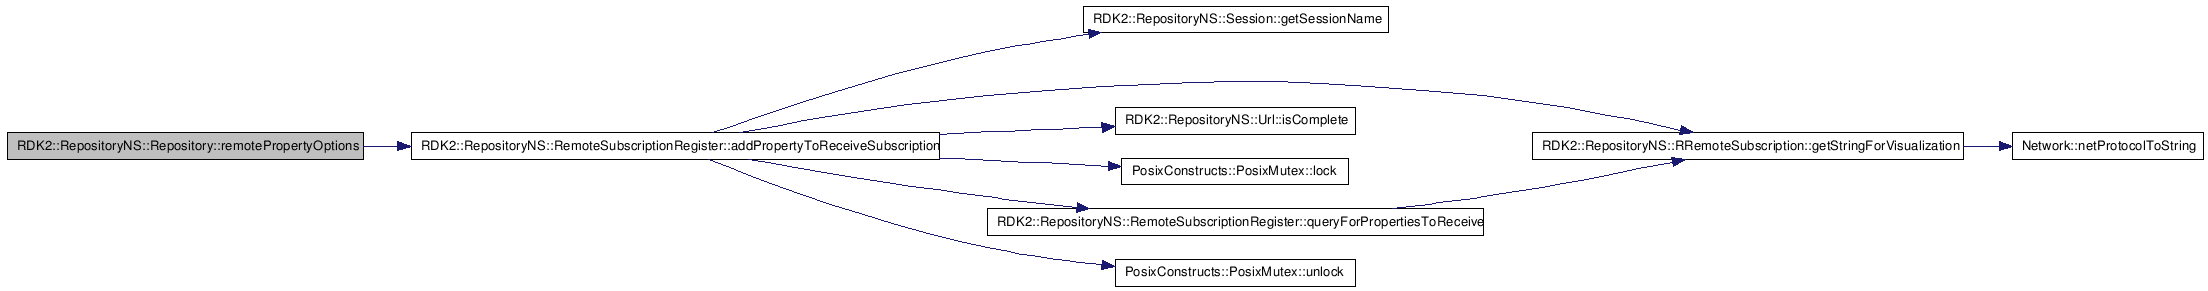 RDK2::RepositoryNS::Session::getSessionName
RDK2::RepositoryNS::Url::isComplete
RDK2::RepositoryNS::Repository::remotePropertyOptions
RDK2::RepositoryNS::RemoteSubscriptionRegister::addPropertyToReceiveSubscription
RDK2::RepositoryNS::RRemoteSubscription::getStringForVisualization
Network::netProtocolToString
PosixConstructs::PosixMutex::lock
RDK2::RepositoryNS::RemoteSubscriptionRegister::queryForPropertiesToReceive
PosixConstructs::PosixMutex::unlock